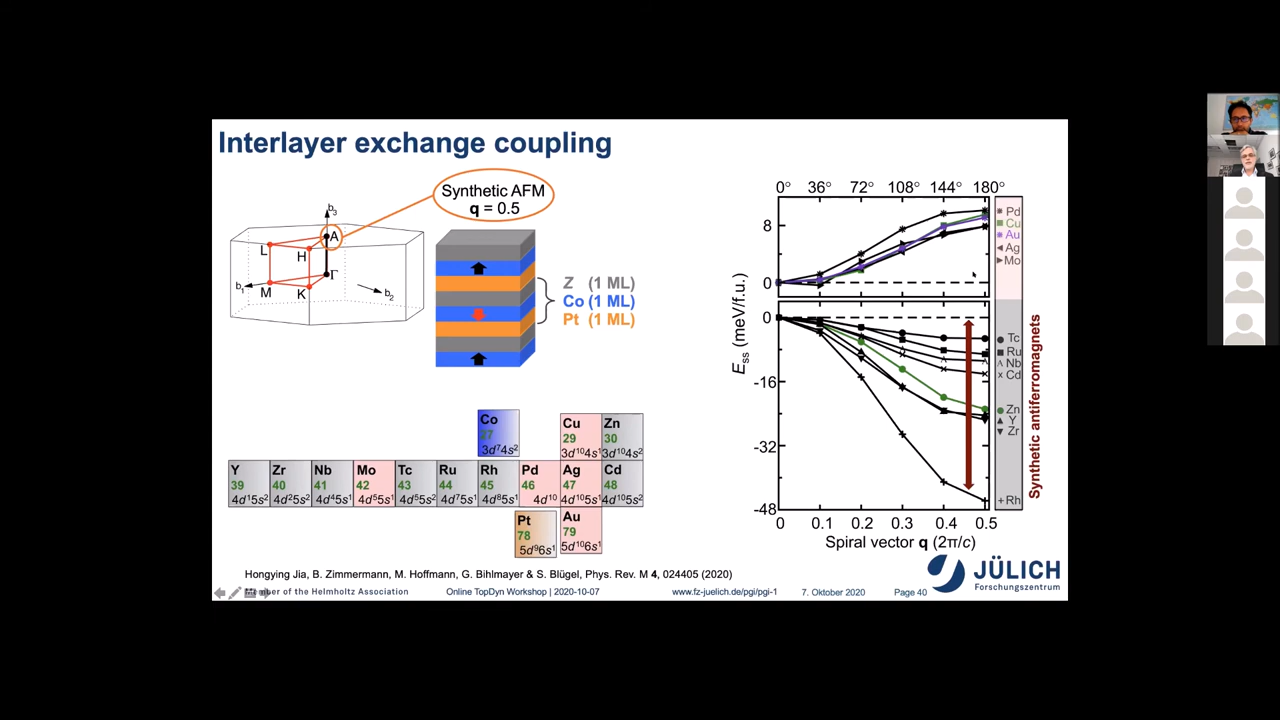 Interlayer exchange coupling
Synthetic AFM
q = 0.5
b3
A
L
H
Γ
b1
M
K
b2
Z (1 ML)
Co (1 ML)
Pt (1 ML)
Co
27
3d⁷4s²
Cu
29
3d¹⁰4s¹
Zn
30
3d¹⁰4s²
Y
39
4d¹5s²
Zr
40
4d²5s²
Nb
41
4d⁴5s¹
Mo
42
4d⁵5s¹
Tc
43
4d⁵5s²
Ru
44
4d⁷5s¹
Rh
45
4d⁸5s¹
Pd
46
4d¹⁰
Ag
47
4d¹⁰5s¹
Cd
48
4d¹⁰5s²
Pt
78
5d⁹6s¹
Au
79
5d¹⁰6s¹
0° 36° 72° 108° 144° 180°
8
0
0
-16
-32
-48
Ess (meV/f.u.)
0 0.1 0.2 0.3 0.4 0.5
Spiral vector q (2π/c)
Pd
Cu
Au
Ag
Mo
Tc
Ru
Nb
Cd
Zn
Y
Zr
Rh
Synthetic antiferromagnets
Hongying Jia, B. Zimmermann, M. Hoffmann, G. Bihlmayer & S. Blügel, Phys. Rev. M 4, 024405 (2020)
JÜLICH
Forschungszentrum
Member of the Helmholtz Association
Online TopDyn Workshop | 2020-10-07
www.fz-juelich.de/pgi/pgi-1
7. Oktober 2020
Page 40